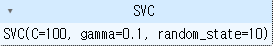 SVC
SVC(C=100, gamma=0.1, random_state=10)